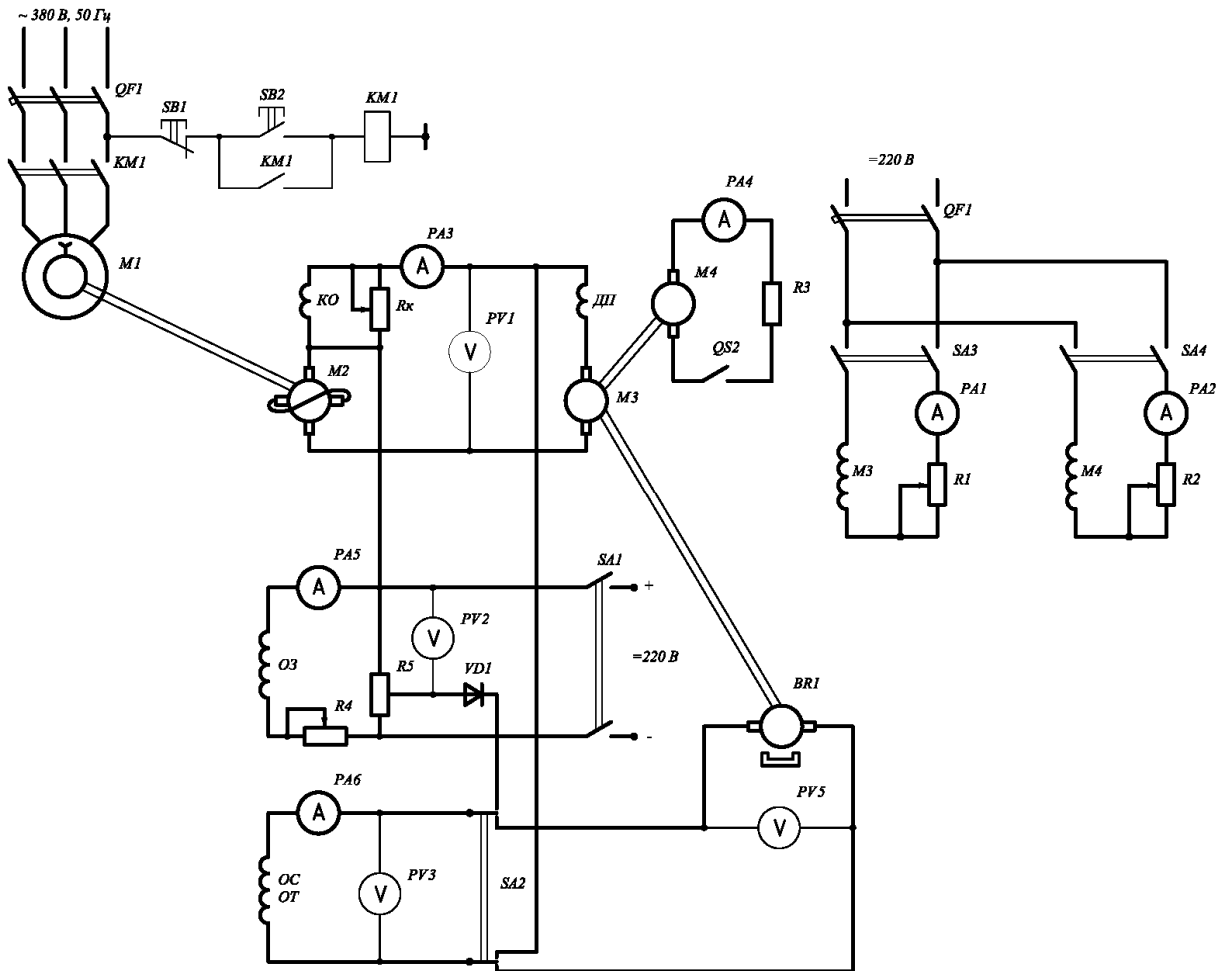 ~ 380 В, 50 Гц
QF1
SB1
SB2
KM1
KM1
KM1
M1
=220 В
QF1
PA4
M4
R3
QS2
PA3
КО
Rк
PV1
ДП
M2
M3
SA3
SA4
PA1
PA2
A
A
A
A
V
M3
R1
M4
R2
PA5
A
SA1
+
PV2
V
ОЗ
R5
VD1
=220 В
R4
-
BR1
PA6
A
PV5
V
ОС
ОТ
PV3
V
SA2